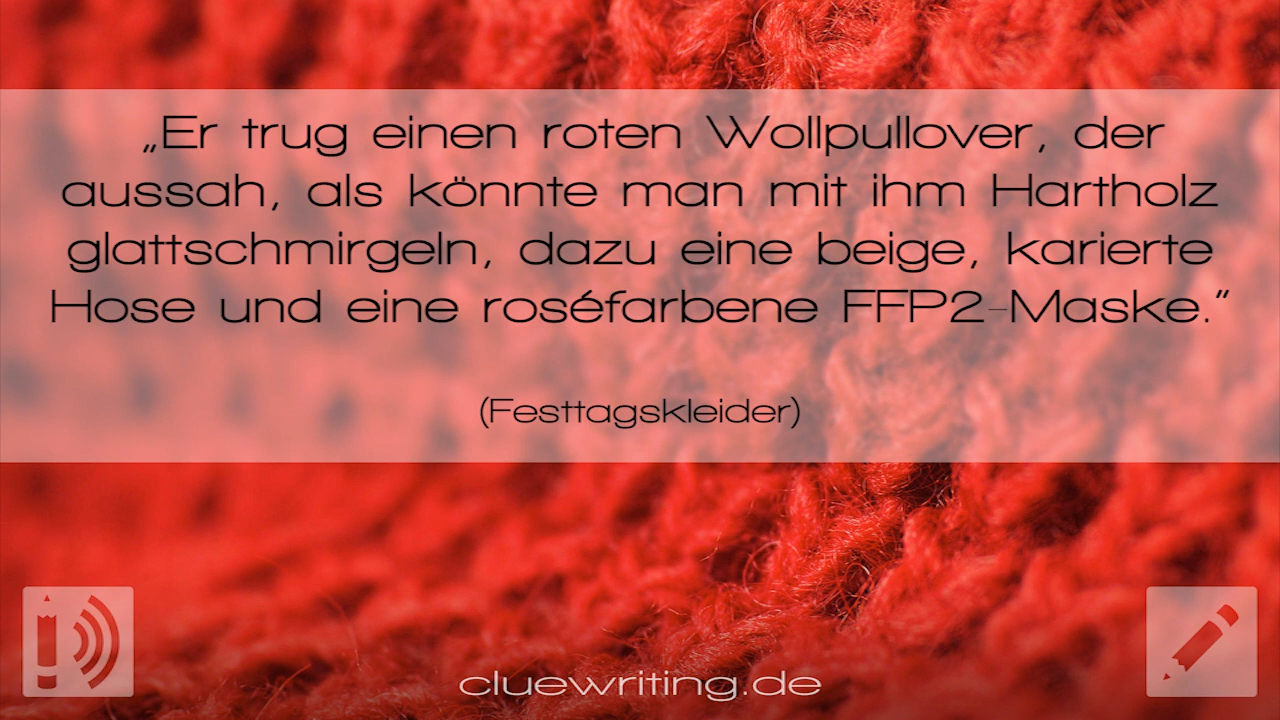 „Er trug einen roten Wollpullover, der
aussah, als könnte man mit ihm Hartholz
glattschmirgeln, dazu eine beige, karierte
Hose und eine roséfarbene FFP2-Maske.“
(Festtagskleider)
cluewriting.de